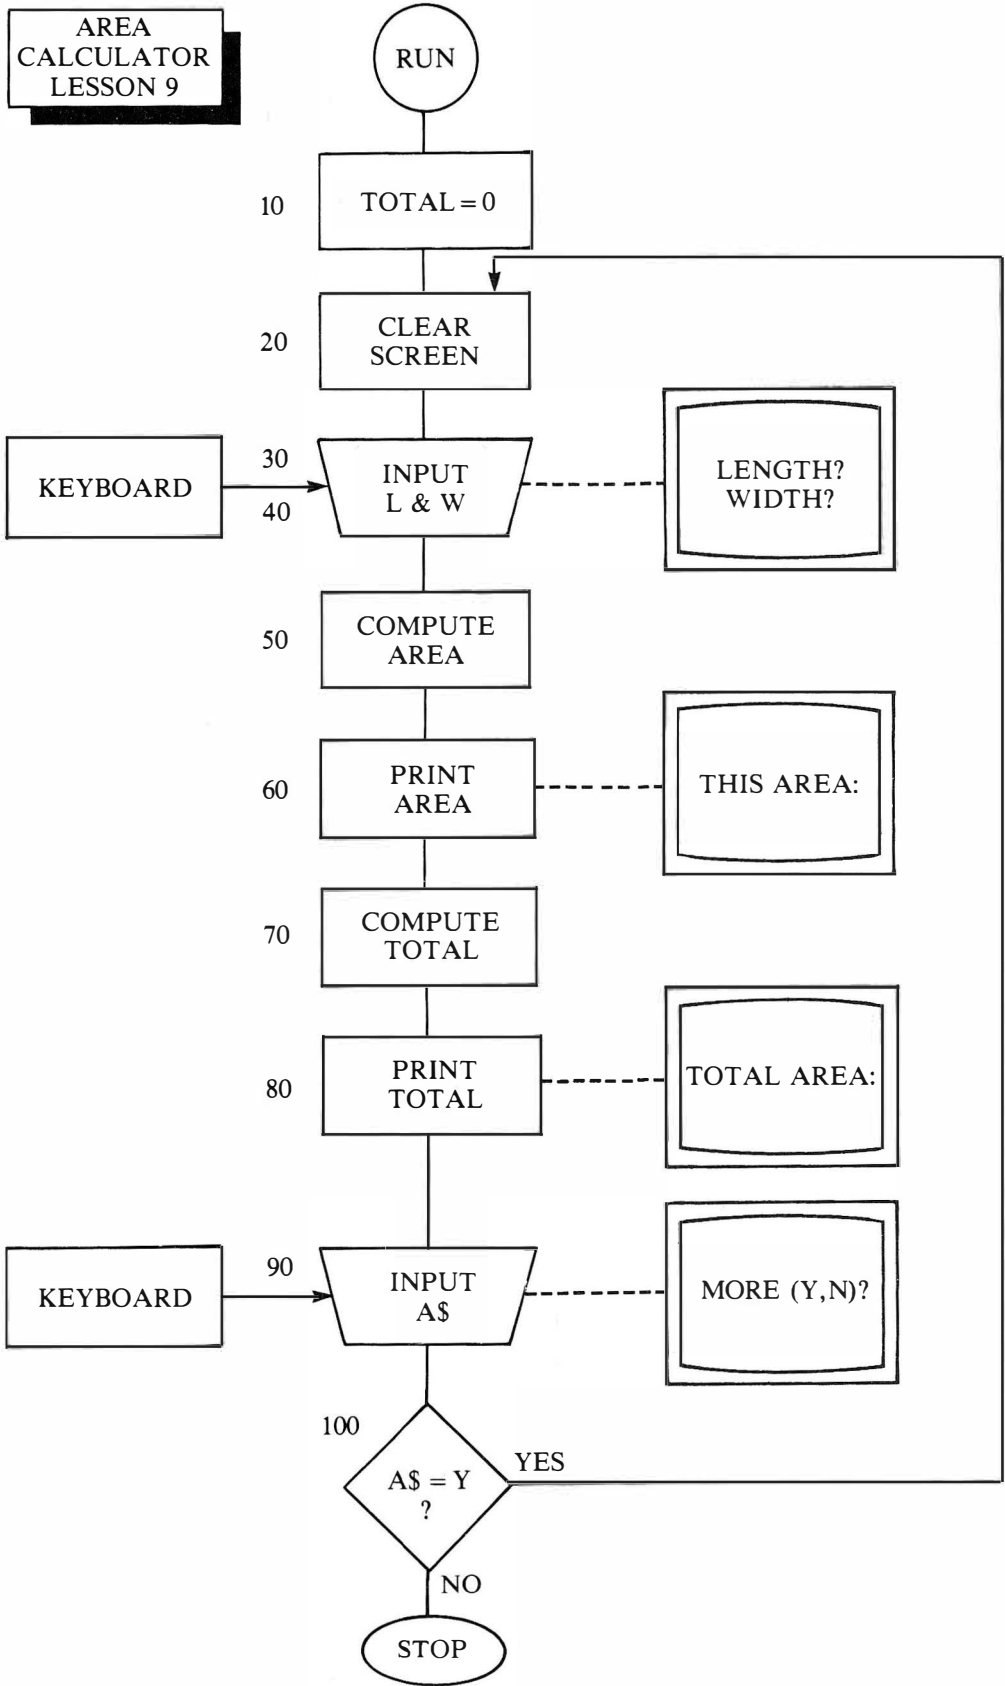 AREA
CALCULATOR
LESSON 9
RUN
10
TOTAL = 0
20
CLEAR
SCREEN
KEYBOARD
30
40
INPUT
L & W
LENGTH?
WIDTH?
50
COMPUTE
AREA
60
PRINT
AREA
THIS AREA:
70
COMPUTE
TOTAL
80
PRINT
TOTAL
TOTAL AREA:
KEYBOARD
90
INPUT
A$
MORE (Y,N)?
100
A$ = Y
?
YES
NO
STOP